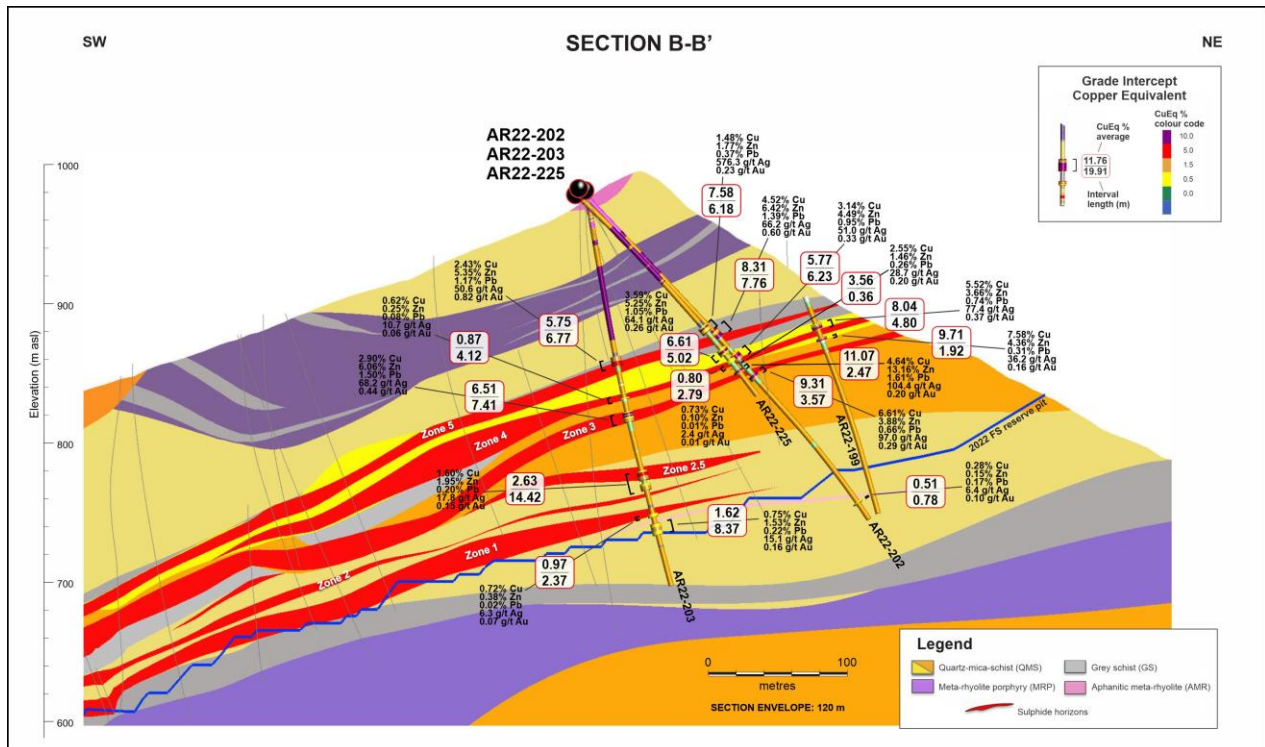 SW
SECTION B-B'
NE
Grade Intercept
Copper Equivalent
CuEq %
average
CuEq %
colour code
11.76
19.91
Interval
length (m)
10.0
5.0
1.5
0.5
0.0
AR22-202
AR22-203
AR22-225
Elevation (m asl)
1000
900
800
700
600
1.48% Cu
1.77% Zn
0.37% Pb
576.3 g/t Ag
0.23 g/t Au
7.58
6.18
4.52% Cu
6.42% Zn
1.39% Pb
66.2 g/t Ag
0.60 g/t Au
8.31
7.76
3.14% Cu
4.49% Zn
0.95% Pb
51.0 g/t Ag
0.33 g/t Au
5.77
6.23
2.55% Cu
1.46% Zn
0.26% Pb
28.7 g/t Ag
0.20 g/t Au
3.56
0.36
5.52% Cu
3.66% Zn
0.74% Pb
77.4 g/t Ag
0.37 g/t Au
8.04
4.80
7.58% Cu
4.36% Zn
0.31% Pb
36.2 g/t Ag
0.16 g/t Au
9.71
1.92
2.43% Cu
5.35% Zn
1.17% Pb
50.6 g/t Ag
0.82 g/t Au
5.75
6.77
3.59% Cu
5.25% Zn
1.05% Pb
64.1 g/t Ag
0.26 g/t Au
6.61
5.02
0.62% Cu
0.25% Zn
0.08% Pb
10.7 g/t Ag
0.06 g/t Au
0.87
4.12
2.90% Cu
6.06% Zn
1.50% Pb
68.2 g/t Ag
0.44 g/t Au
6.51
7.41
0.80
2.79
0.73% Cu
0.10% Zn
0.01% Pb
2.4 g/t Ag
0.01 g/t Au
11.07
2.47
4.64% Cu
13.16% Zn
1.61% Pb
104.4 g/t Ag
0.20 g/t Au
9.31
3.57
6.61% Cu
3.88% Zn
0.66% Pb
97.0 g/t Ag
0.29 g/t Au
AR22-225
AR22-199
2022 FS reserve pit
Zone 5
Zone 4
Zone 3
Zone 2.5
Zone 2
Zone 1
1.60% Cu
1.95% Zn
0.20% Pb
17.8 g/t Ag
0.15 g/t Au
2.63
14.42
0.51
0.78
0.28% Cu
0.15% Zn
0.17% Pb
6.4 g/t Ag
0.10 g/t Au
1.62
8.37
0.75% Cu
1.53% Zn
0.22% Pb
15.1 g/t Ag
0.16 g/t Au
0.97
2.37
0.72% Cu
0.38% Zn
0.02% Pb
6.3 g/t Ag
0.07 g/t Au
AR22-202
AR22-203
0
100
metres
SECTION ENVELOPE: 120 m
Legend
Quartz-mica-schist (QMS)
Grey schist (GS)
Meta-rhyolite porphyry (MRP)
Aphanitic meta-rhyolite (AMR)
Sulphide horizons